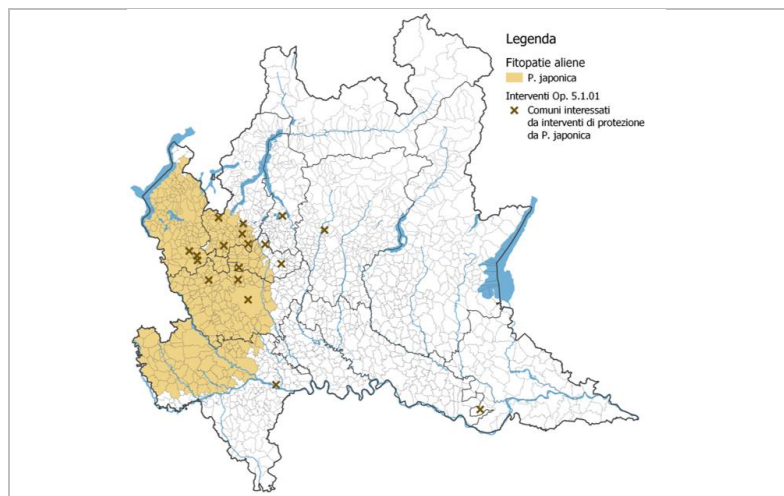 Legenda
Fitopatie aliene
P. japonica
Interventi Op. 5.1.01
Comuni interessati
da interventi di protezione
da P. japonica